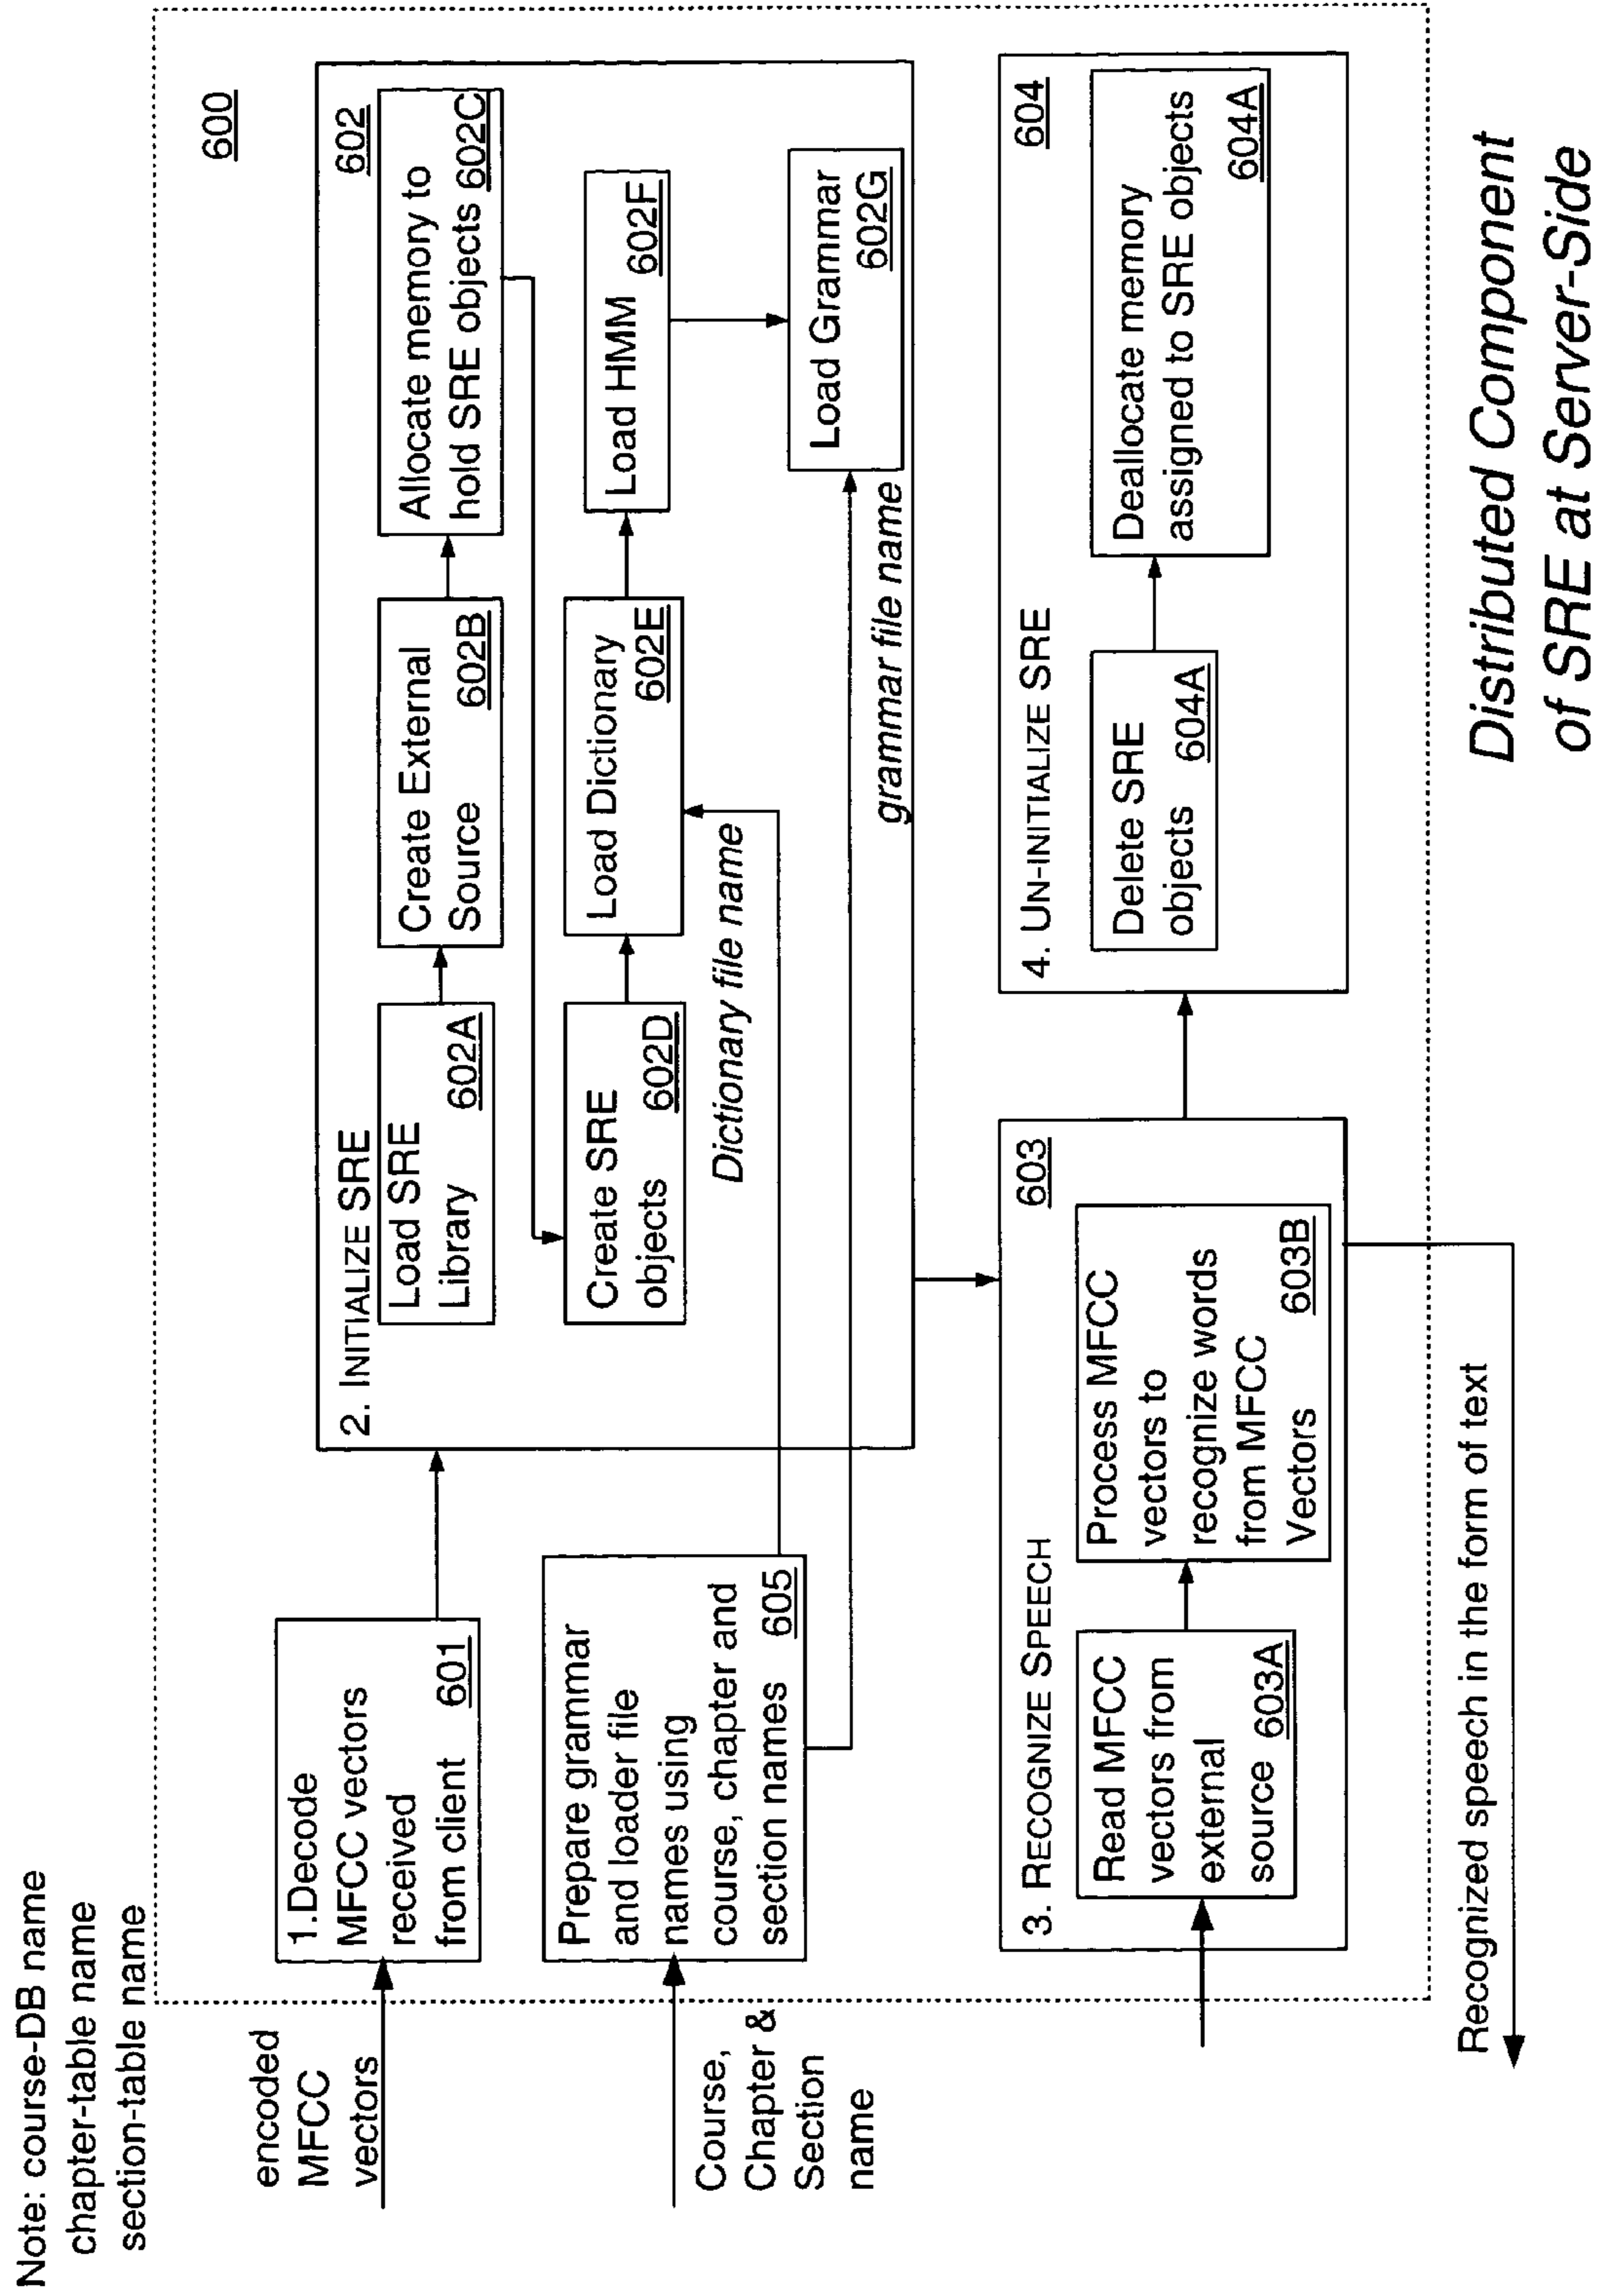 Note: course-DB name
chapter-table name
section-table name
600
encoded
MFCC
vectors
1.Decode
MFCC vectors
received
from client 601
2. INITIALIZE SRE
602
Load SRE
Library 602A
Create External
Source 602B
Allocate memory to
hold SRE objects 602C
Create SRE
objects 602D
Load Dictionary
602E
Load HMM
602F
Dictionary file name
Load Grammar
602G
grammar file name
Course,
Chapter &
Section
name
Prepare grammar
and loader file
names using
course, chapter and
section names 605
3. RECOGNIZE SPEECH
603
Read MFCC
vectors from
external
source 603A
Process MFCC
vectors to
recognize words
from MFCC
Vectors 603B
4. UN-INITIALIZE SRE
604
Delete SRE
objects 604A
Deallocate memory
assigned to SRE objects
604A
Recognized speech in the form of text
Distributed Component
of SRE at Server-Side